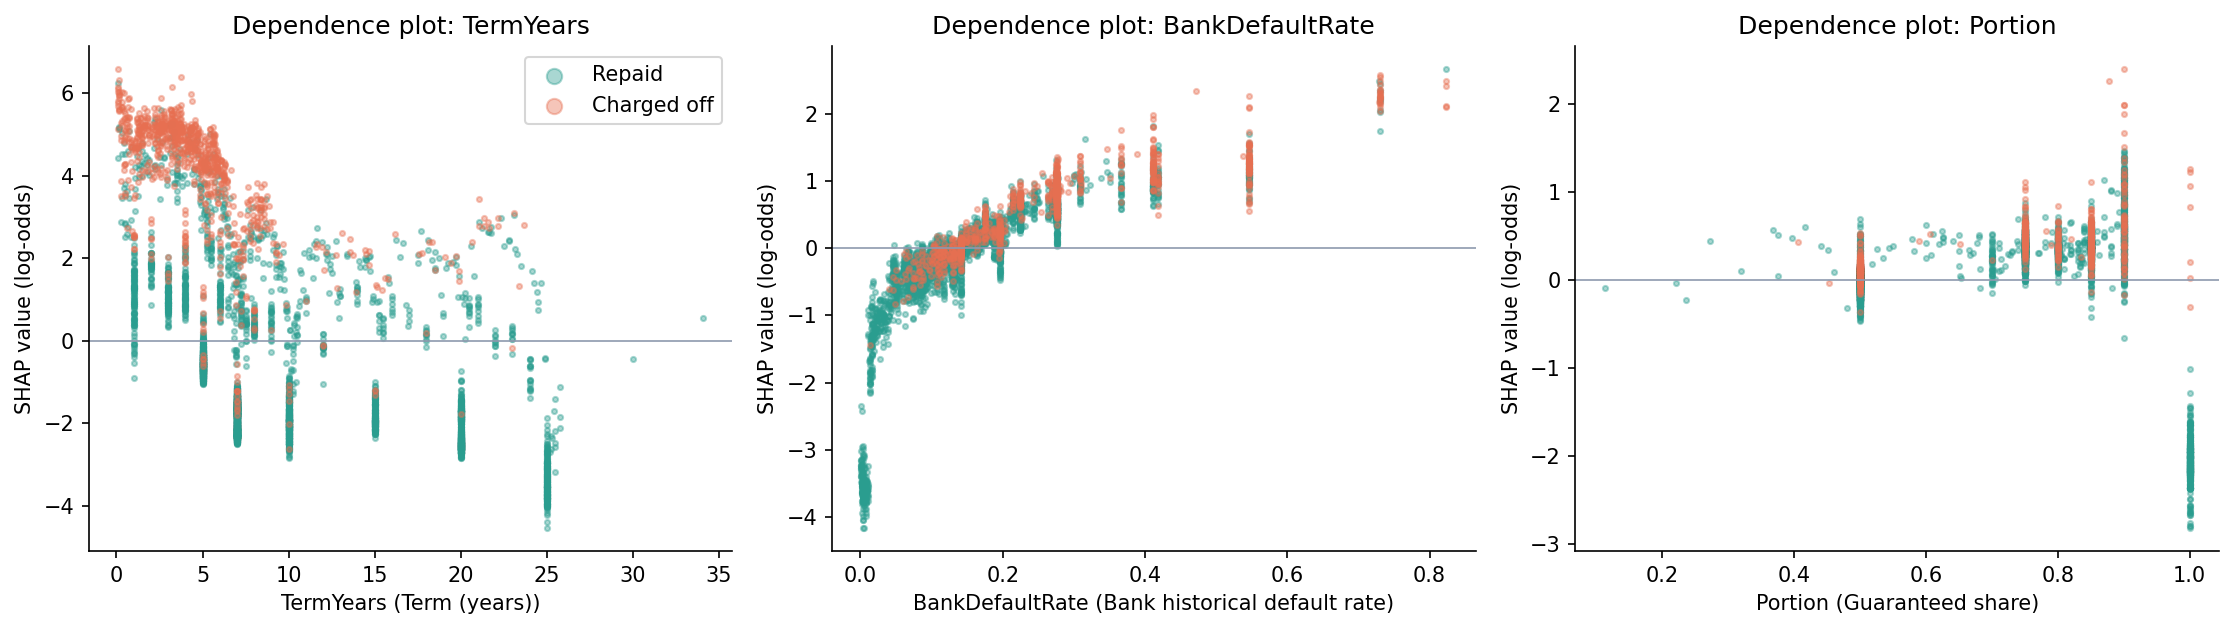 Dependence plot: TermYears
Repaid
Charged off
SHAP value (log-odds)
6
4
2
0
−2
−4
0 5 10 15 20 25 30 35
TermYears (Term (years))
Dependence plot: BankDefaultRate
SHAP value (log-odds)
2
1
0
−1
−2
−3
−4
0.0 0.2 0.4 0.6 0.8
BankDefaultRate (Bank historical default rate)
Dependence plot: Portion
SHAP value (log-odds)
2
1
0
−1
−2
−3
0.2 0.4 0.6 0.8 1.0
Portion (Guaranteed share)